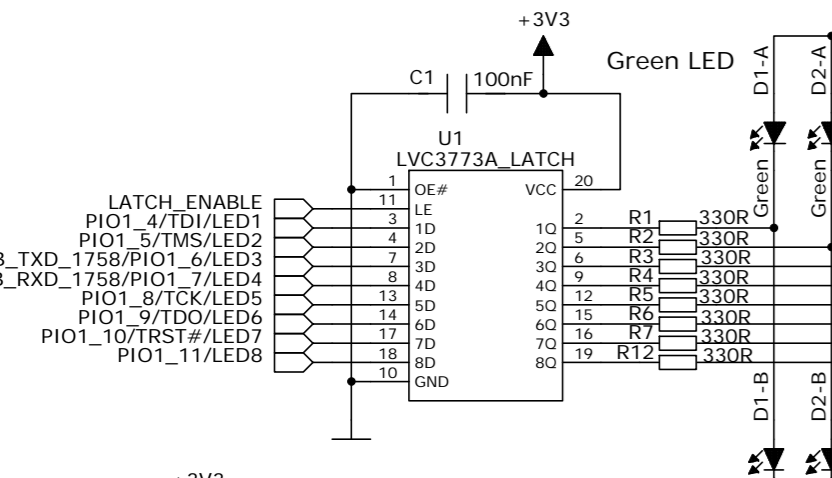 +3V3
Green LED
D1-A
D2-A
C1
100nF
U1
LVC3773A_LATCH
1
OE#
VCC
20
LATCH_ENABLE
11
LE
PIO1_4/TDI/LED1
3
1D
1Q
2
R1
330R
PIO1_5/TMS/LED2
4
2D
2Q
5
R2
330R
_TXD_1758/PIO1_6/LED3
7
3D
3Q
6
R3
330R
_RXD_1758/PIO1_7/LED4
8
4D
4Q
9
R4
330R
PIO1_8/TCK/LED5
13
5D
5Q
12
R5
330R
PIO1_9/TDO/LED6
14
6D
6Q
15
R6
330R
PIO1_10/TRST#/LED7
17
7D
7Q
16
R7
330R
PIO1_11/LED8
18
8D
8Q
19
R12
330R
10
GND
Green
Green
D1-B
D2-B
+3V3